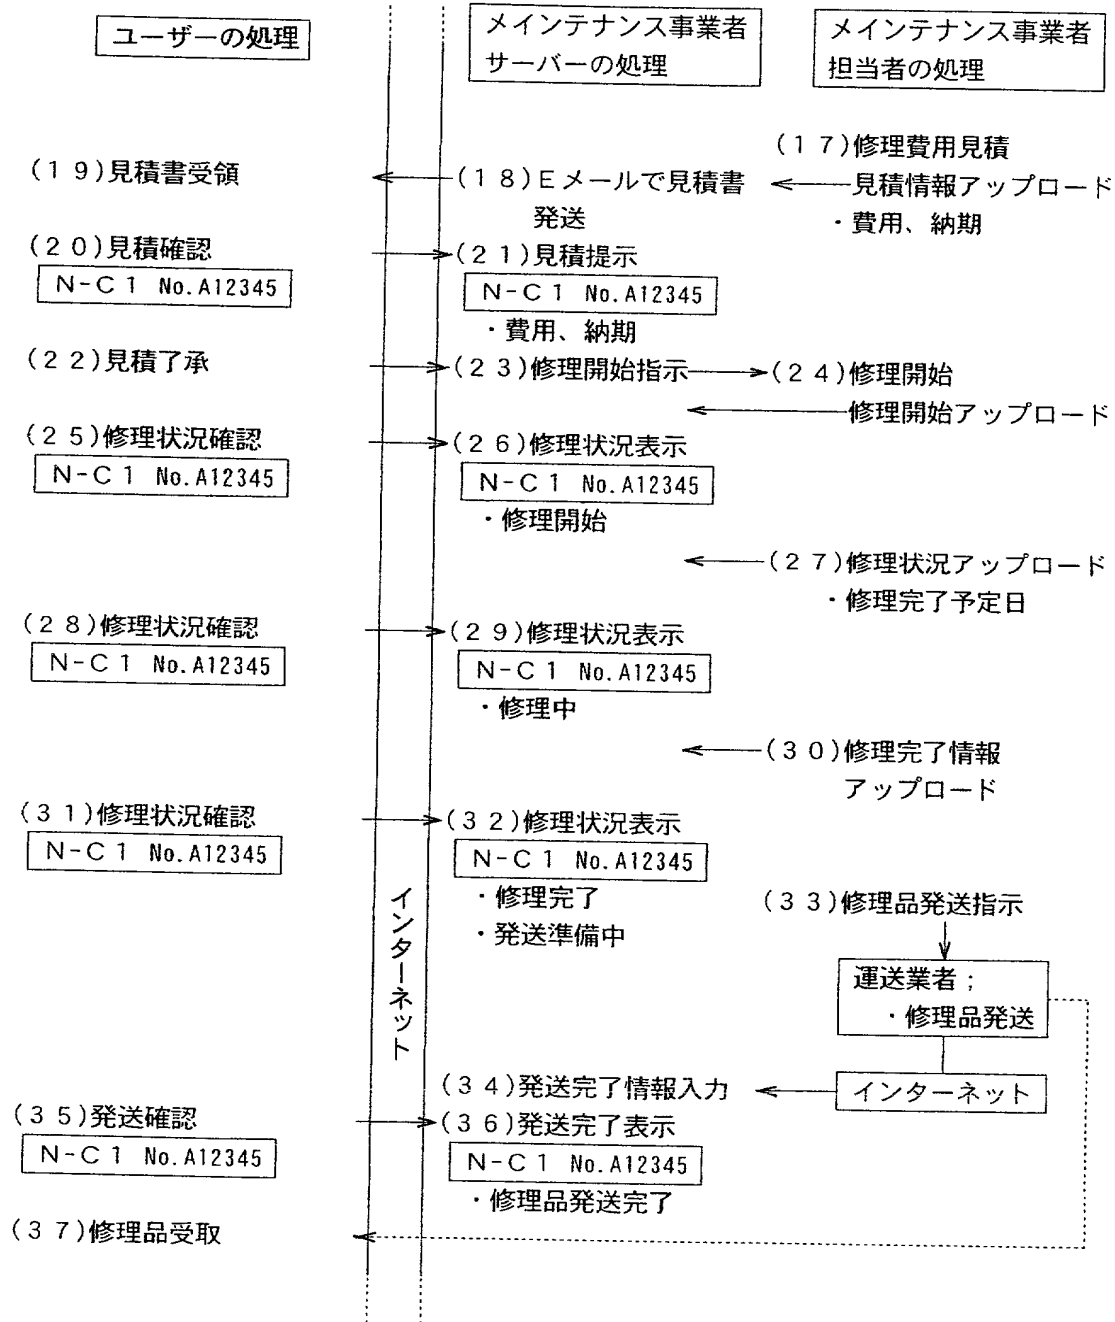 ユーザーの処理
メインテナンス事業者
サーバーの処理
メインテナンス事業者
担当者の処理
(17)修理費用見積
(19)見積書受領
(18)Eメールで見積書
発送
見積情報アップロード
・費用、納期
(20)見積確認
N-C1 No.A12345
(21)見積提示
N-C1 No.A12345
・費用、納期
(22)見積了承
(23)修理開始指示
(24)修理開始
修理開始アップロード
(25)修理状況確認
N-C1 No.A12345
(26)修理状況表示
N-C1 No.A12345
・修理開始
(27)修理状況アップロード
・修理完了予定日
(28)修理状況確認
N-C1 No.A12345
(29)修理状況表示
N-C1 No.A12345
・修理中
(30)修理完了情報
アップロード
(31)修理状況確認
N-C1 No.A12345
(32)修理状況表示
N-C1 No.A12345
・修理完了
・発送準備中
(33)修理品発送指示
インターネット
運送業者;
・修理品発送
(34)発送完了情報入力
インターネット
(35)発送確認
N-C1 No.A12345
(36)発送完了表示
N-C1 No.A12345
・修理品発送完了
(37)修理品受取